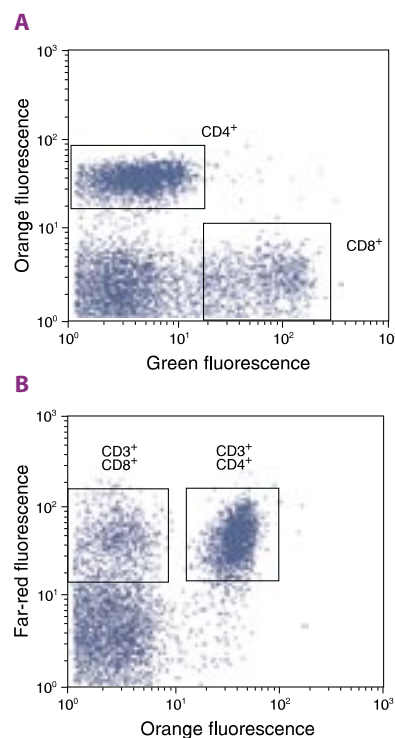 A
10³
10²
10¹
10⁰
Orange fluorescence
CD4⁺
CD8⁺
10⁰
10¹
10²
10
Green fluorescence
B
10³
10²
10¹
10⁰
Far-red fluorescence
CD3⁺
CD8⁺
CD3⁺
CD4⁺
10⁰
10¹
10²
10³
Orange fluorescence